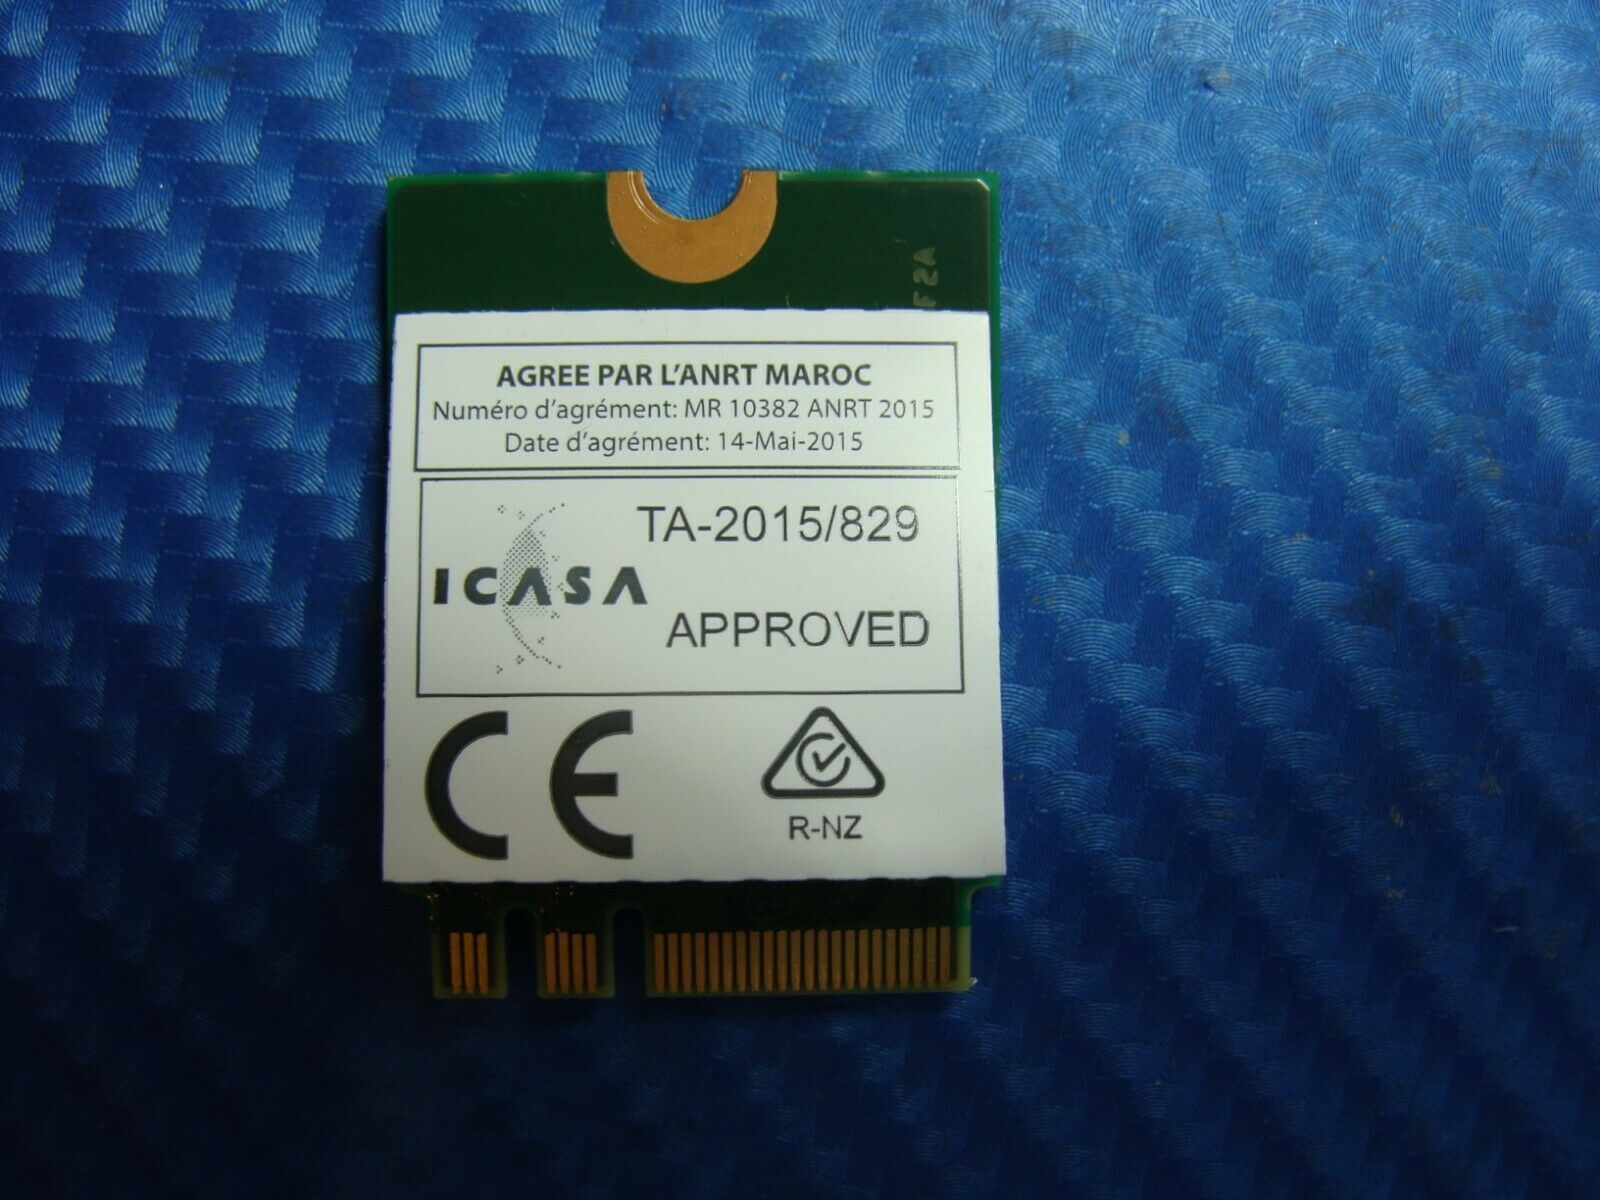 F2A
AGREE PAR L'ANRT MAROC
Numéro d'agrément: MR 10382 ANRT 2015
Date d'agrément: 14-Mai-2015
TA-2015/829
ICASA
APPROVED
CE
R-NZ